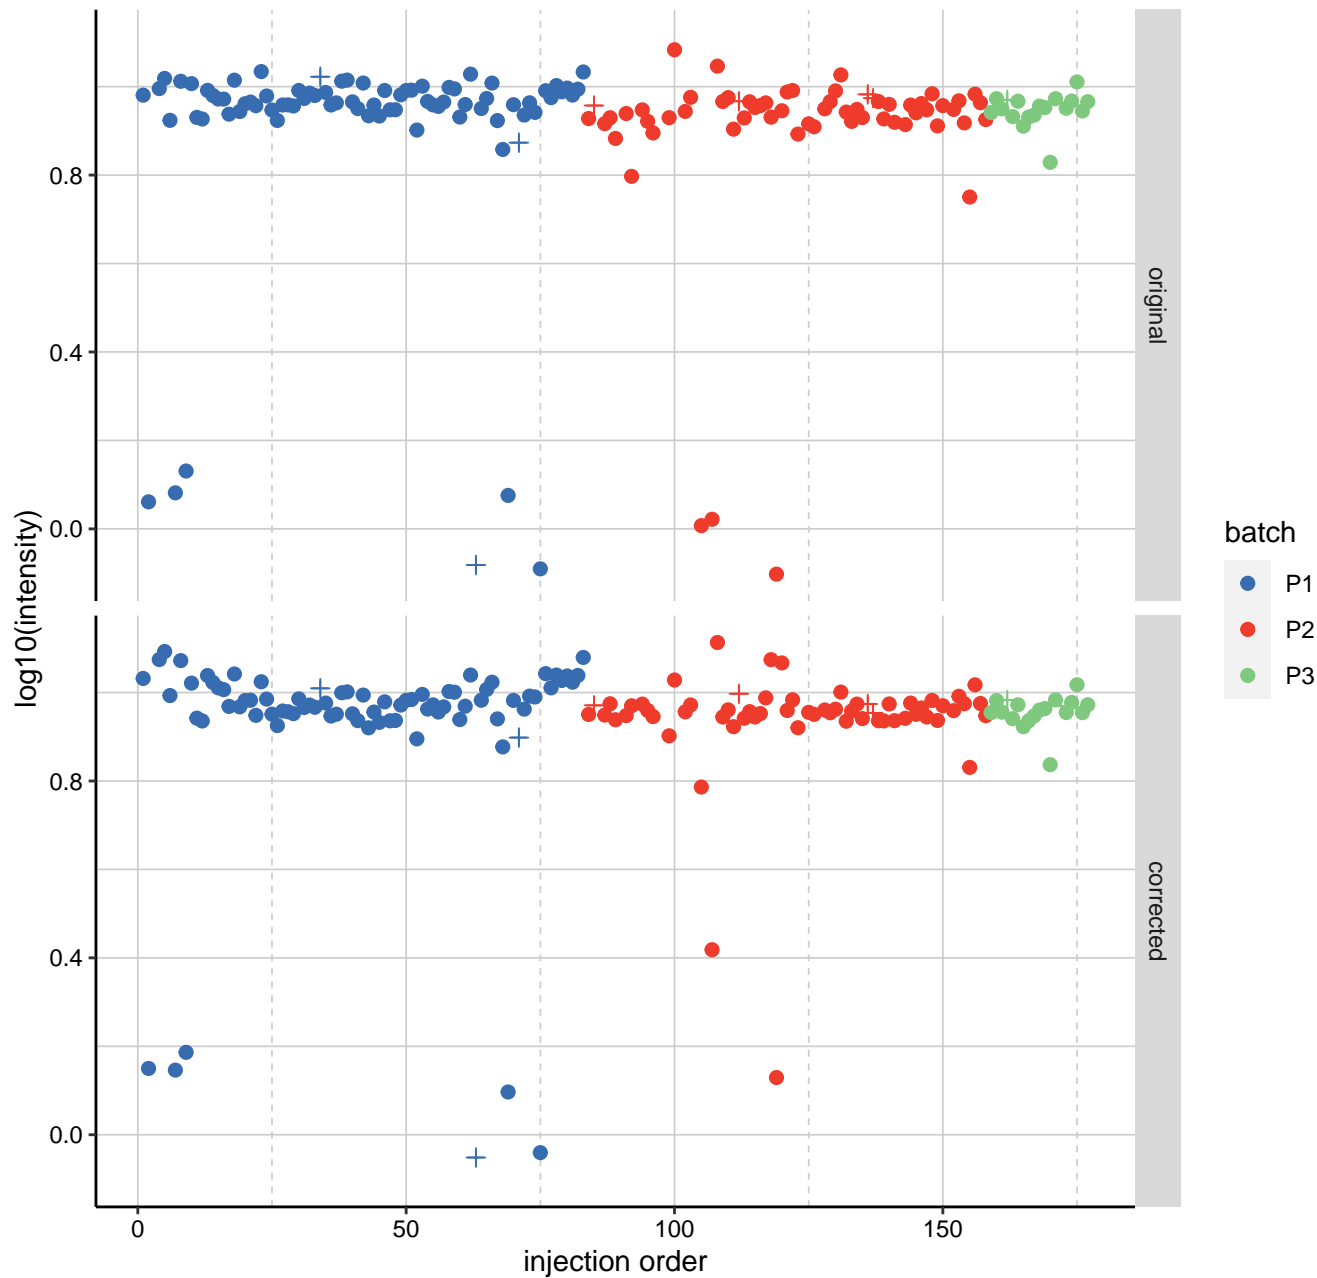 log10(intensity)
0.8
0.4
0.0
original
0.8
0.4
0.0
corrected
0
50
100
150
injection order
batch
P1
P2
P3